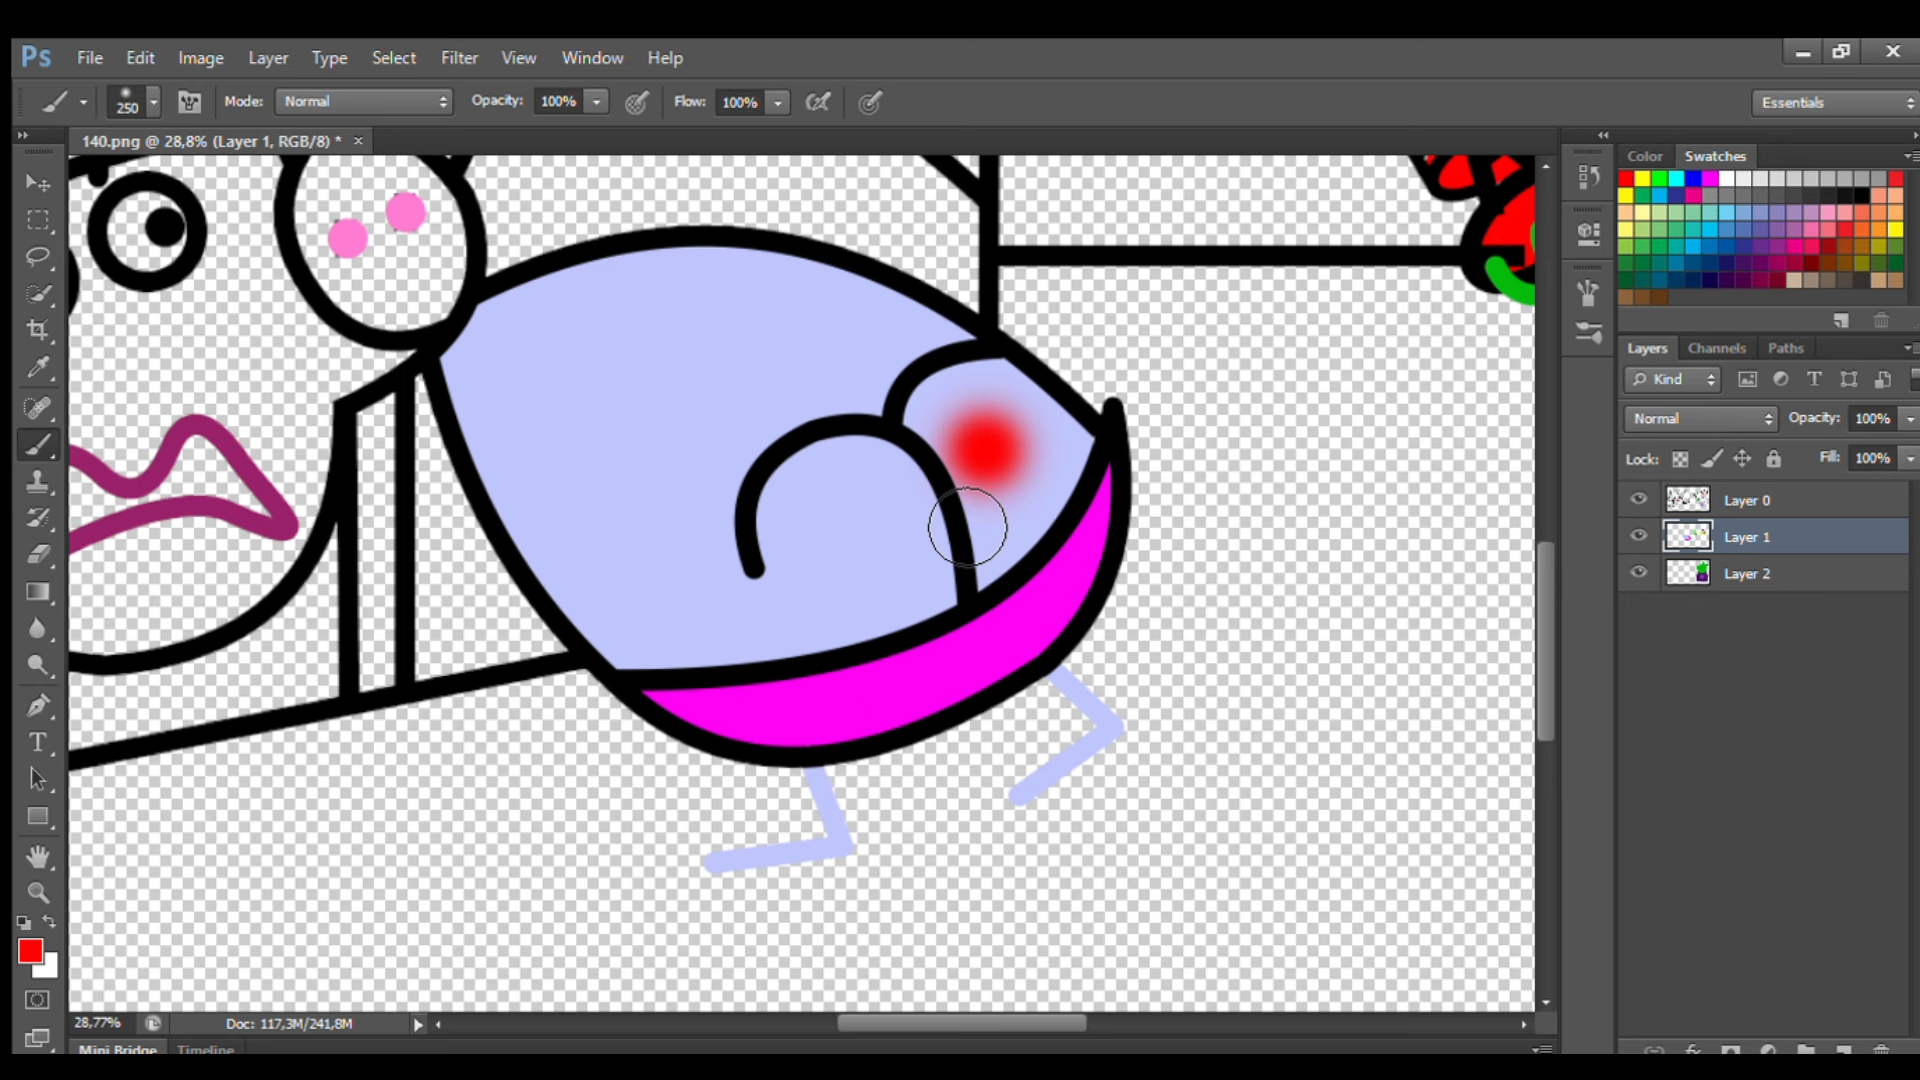 Ps File Edit Image Layer Type Select Filter View Window Help
250 Mode: Normal Opacity: 100% Flow: 100% Essentials
140.png @ 28,8% (Layer 1, RGB/8) * ×
Color Swatches
Layers Channels Paths
Kind T
Normal Opacity: 100%
Lock: Fill: 100%
Layer 0
Layer 1
Layer 2
T
28,77% Doc: 117,3M/241,8M
Mini Bridge Timeline
fx